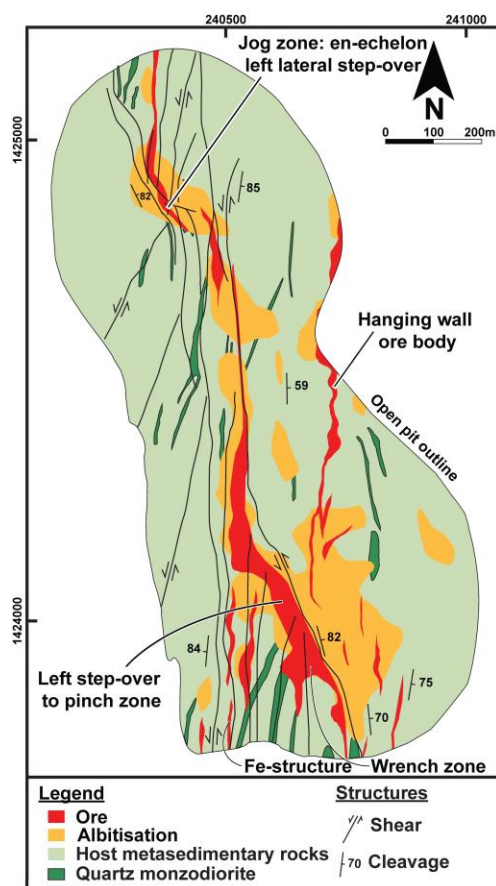 240500
241000
Jog zone: en-echelon
left lateral step-over
N
0
100
200m
1425000
85
82
Hanging wall
ore body
59
Open pit outline
1424000
84
82
Left step-over
to pinch zone
75
70
Fe-structure
Wrench zone
Legend
Structures
Ore
Albitisation
Host metasedimentary rocks
Quartz monzodiorite
Shear
70
Cleavage